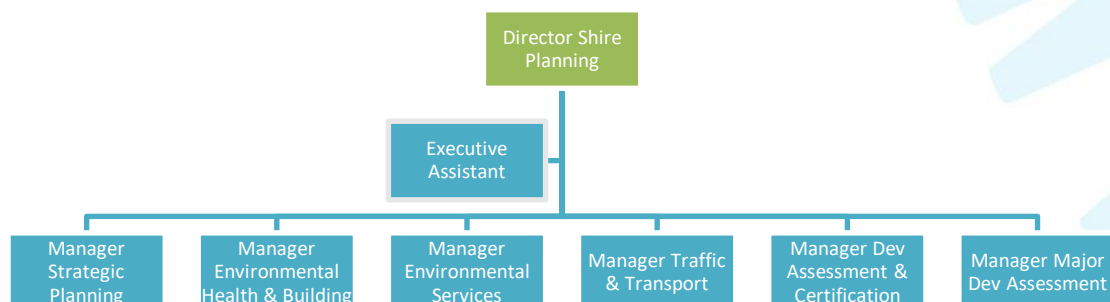 Director Shire
Planning
Executive
Assistant
Manager
Strategic
Planning
Manager
Environmental
Health & Building
Manager
Environmental
Services
Manager Traffic
& Transport
Manager Dev
Assessment &
Certification
Manager Major
Dev Assessment